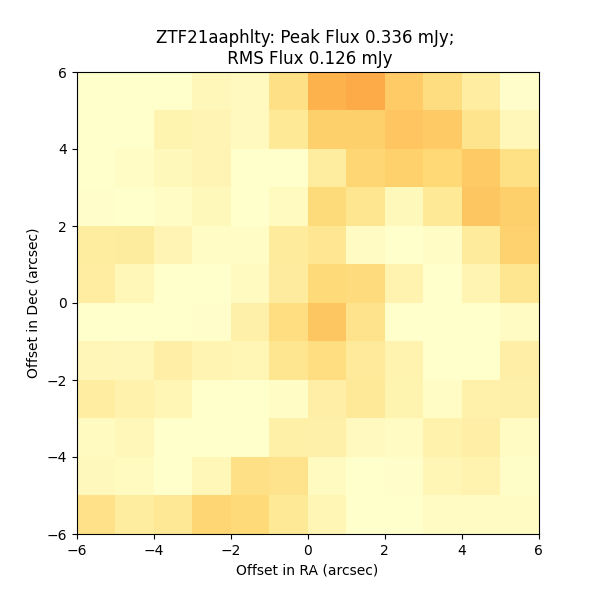 ZTF21aaphlty: Peak Flux 0.336 mJy;
RMS Flux 0.126 mJy
6
4
2
0
−2
−4
−6
Offset in Dec (arcsec)
−6 −4 −2 0 2 4 6
Offset in RA (arcsec)